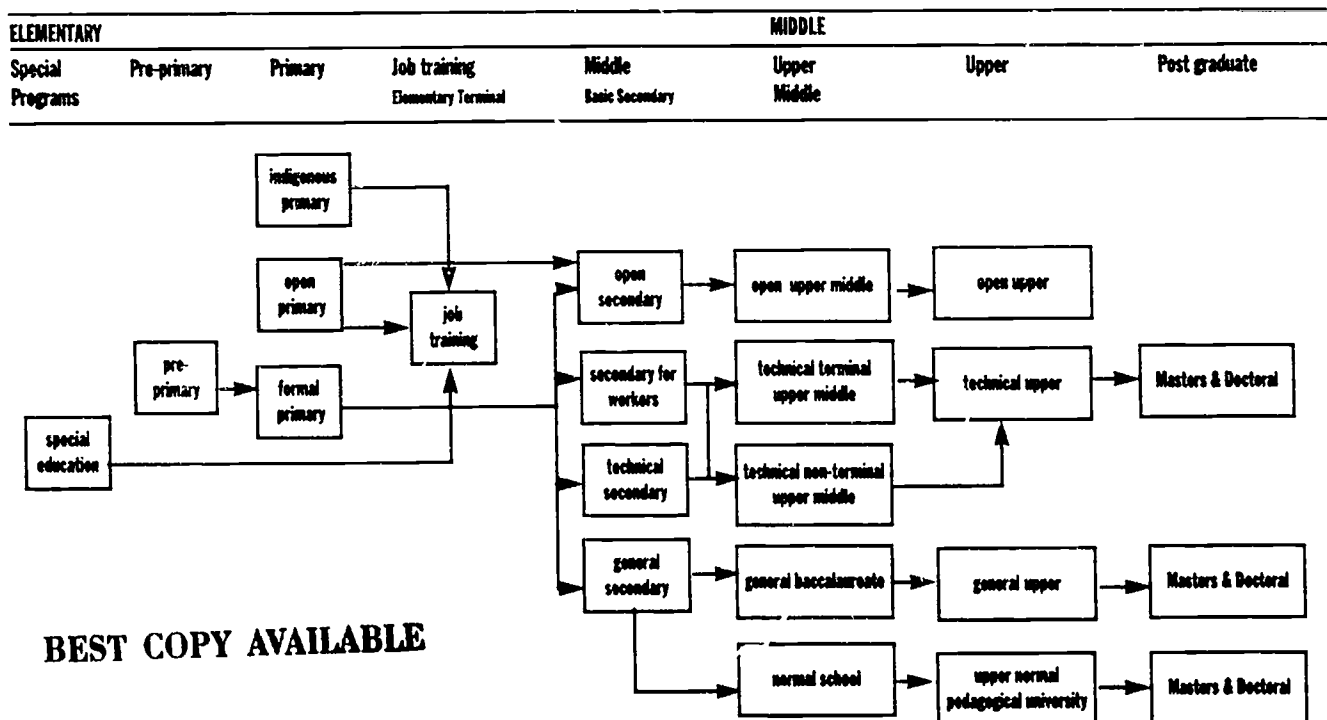 ELEMENTARY MIDDLE
Special Pre-primary Primary Job training Middle Upper Upper Post graduate
Programs Elementary Terminal Basic Secondary Middle
indigenous
primary
open
primary
job
training
open
secondary
open upper middle
open upper
pre-
primary
formal
primary
secondary for
workers
technical terminal
upper middle
technical upper
Masters & Doctoral
special
education
technical
secondary
technical non-terminal
upper middle
general
secondary
general baccalaureate
general upper
Masters & Doctoral
BEST COPY AVAILABLE
normal school
upper normal
pedagogical university
Masters & Doctoral